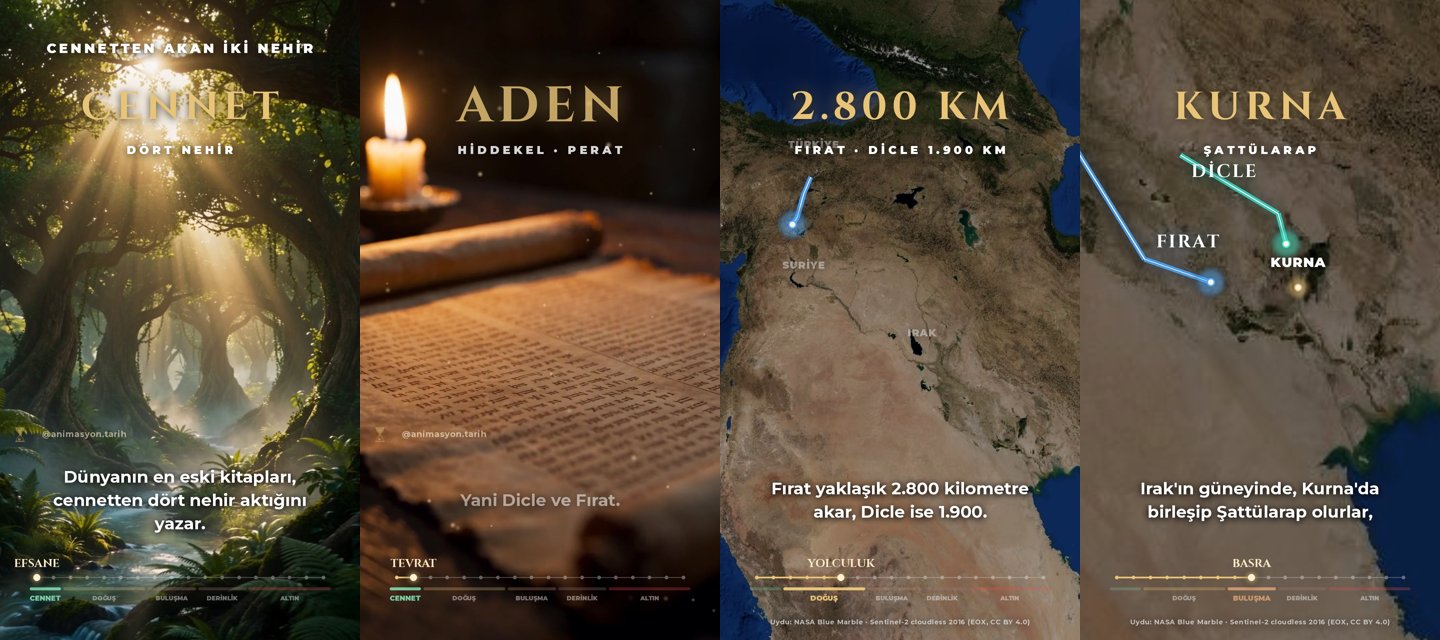 CENNETTEN AKAN İKİ NEHİR
CENNET
DÖRT NEHİR
@animasyon.tarih
Dünyanın en eski kitapları,
cennetten dört nehir aktığını
yazar.
EFSANE
CENNET DOĞUŞ BULUŞMA DERİNLİK ALTIN
ADEN
HİDDEKEL • PERAT
@animasyon.tarih
Yani Dicle ve Fırat.
TEVRAT
CENNET DOĞUŞ BULUŞMA DERİNLİK ALTIN
2.800 KM
TÜRKİYE
FIRAT • DİCLE 1.900 KM
SURİYE
IRAK
Fırat yaklaşık 2.800 kilometre
akar, Dicle ise 1.900.
YOLCULUK
DOĞUŞ BULUŞMA DERİNLİK ALTIN
Uydu: NASA Blue Marble · Sentinel-2 cloudless 2016 (EOX, CC BY 4.0)
KURNA
ŞATTÜLARAP
DİCLE
FIRAT
KURNA
Irak'ın güneyinde, Kurna'da
birleşip Şattülarap olurlar,
BASRA
DOĞUŞ BULUŞMA DERİNLİK ALTIN
Uydu: NASA Blue Marble · Sentinel-2 cloudless 2016 (EOX, CC BY 4.0)